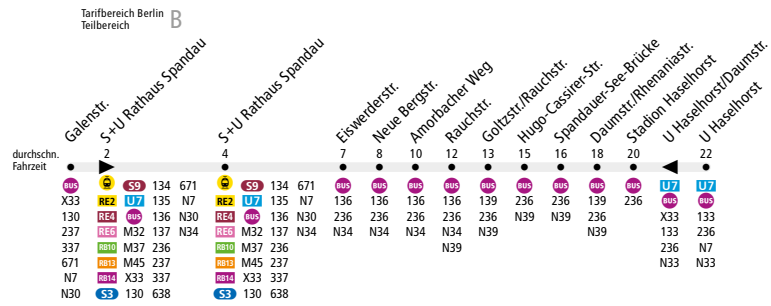 Tarifbereich Berlin
Teilbereich B
Galenstr.
S+U Rathaus Spandau
S+U Rathaus Spandau
Eiswerderstr.
Neue Bergstr.
Amorbacher Weg
Rauchstr.
Goltzstr./Rauchstr.
Hugo-Cassirer-Str.
Spandauer-See-Brücke
Daumstr./Rhenaniastr.
Stadion Haselhorst
U Haselhorst/Daumstr.
U Haselhorst
durchschn. 2 4 7 8 10 12 13 15 16 18 20 22
Fahrzeit
BUS S9 134 671 S9 134 671 BUS BUS BUS BUS BUS BUS BUS BUS BUS U7 U7
X33 RE2 U7 135 N7 RE2 U7 135 N7 136 136 136 136 139 236 139 139 236 BUS BUS
130 RE4 BUS 136 N30 RE4 BUS 136 N30 236 236 236 236 236 N39 236 236 X33 133
237 RE6 M32 137 N34 RE6 M32 137 N34 N34 N34 N34 N34 N39 N39 N39 133 236
337 RB10 M37 236 RB10 M37 236 N39 236 N7
671 RB13 M45 237 RB13 M45 237 N33 N33
N7 RB14 X33 337 RB14 X33 337
N30 S3 130 638 S3 130 638